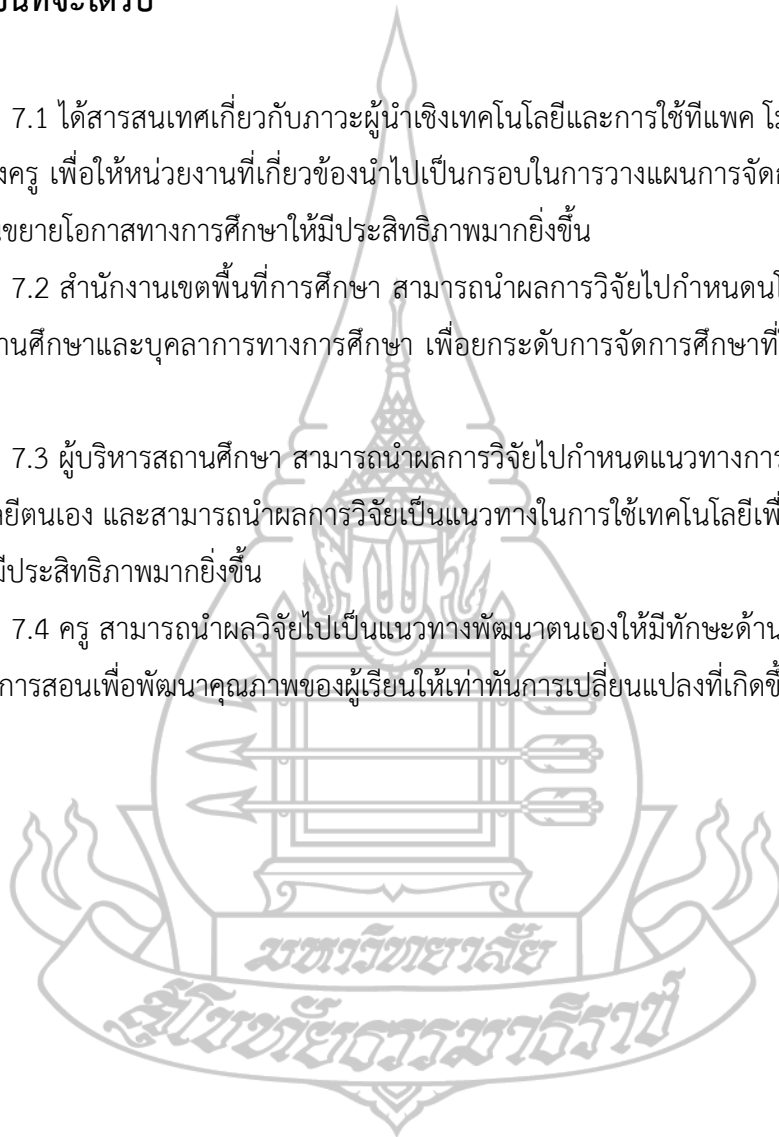 7.1 ได้สารสนเทศเกี่ยวกับภาวะผู้นำเชิงเทคโนโลยีและการใช้ทีแพค
เพื่อให้หน่วยงานที่เกี่ยวข้องนำไปเป็นกรอบในการวางแผนการ
ขยายโอกาสทางการศึกษาให้มีประสิทธิภาพมากยิ่งขึ้น
7.2 สำนักงานเขตพื้นที่การศึกษา สามารถนำผลการวิจัยไปกำหนด
านศึกษาและบุคลาการทางการศึกษา เพื่อยกระดับการจัดการศึกษาที่
7.3 ผู้บริหารสถานศึกษา สามารถนำผลการวิจัยไปกำหนดแนวทางการ
ลยีตนเอง และสามารถนำผลการวิจัยเป็นแนวทางในการใช้เทคโนโลยีเพื่
มีประสิทธิภาพมากยิ่งขึ้น
7.4 ครู สามารถนำผลวิจัยไปเป็นแนวทางพัฒนาตนเองให้มีทักษะด้าน
การสอนเพื่อพัฒนาคุณภาพของผู้เรียนให้เท่าทันการเปลี่ยนแปลงที่เกิดขึ้
มหาวิทยาลัย
สุโขทัยธรรมาธิราช